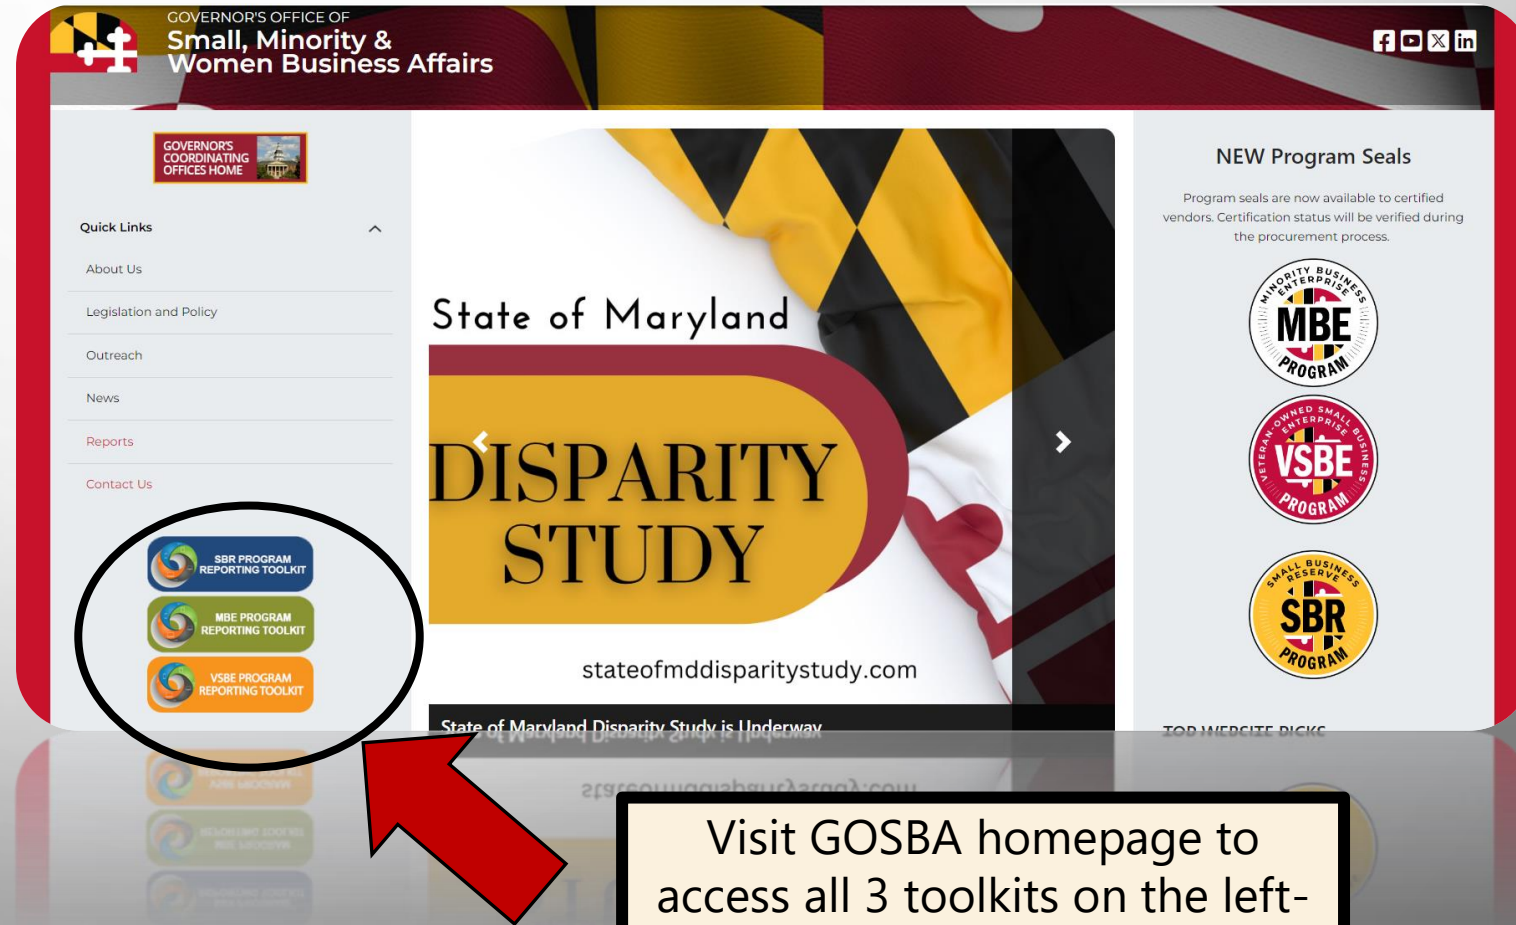 GOVERNOR'S OFFICE OF
Small, Minority &
Women Business Affairs
GOVERNOR'S
COORDINATING
OFFICES HOME
Quick Links
About Us
Legislation and Policy
Outreach
News
Reports
Contact Us
SBR PROGRAM
REPORTING TOOLKIT
MBE PROGRAM
REPORTING TOOLKIT
VSBE PROGRAM
REPORTING TOOLKIT
State of Maryland
DISPARITY
STUDY
stateofmddisparitystudy.com
State of Maryland Disparity Study is Underway
NEW Program Seals
Program seals are now available to certified
vendors. Certification status will be verified during
the procurement process.
MINORITY BUSINESS
ENTERPRISE
MBE
PROGRAM
VETERAN-OWNED SMALL BUSINESS
ENTERPRISE
VSBE
PROGRAM
SMALL BUSINESS
RESERVE
SBR
PROGRAM
TOP WEBSITE PICKS
Visit GOSBA homepage to
access all 3 toolkits on the left-